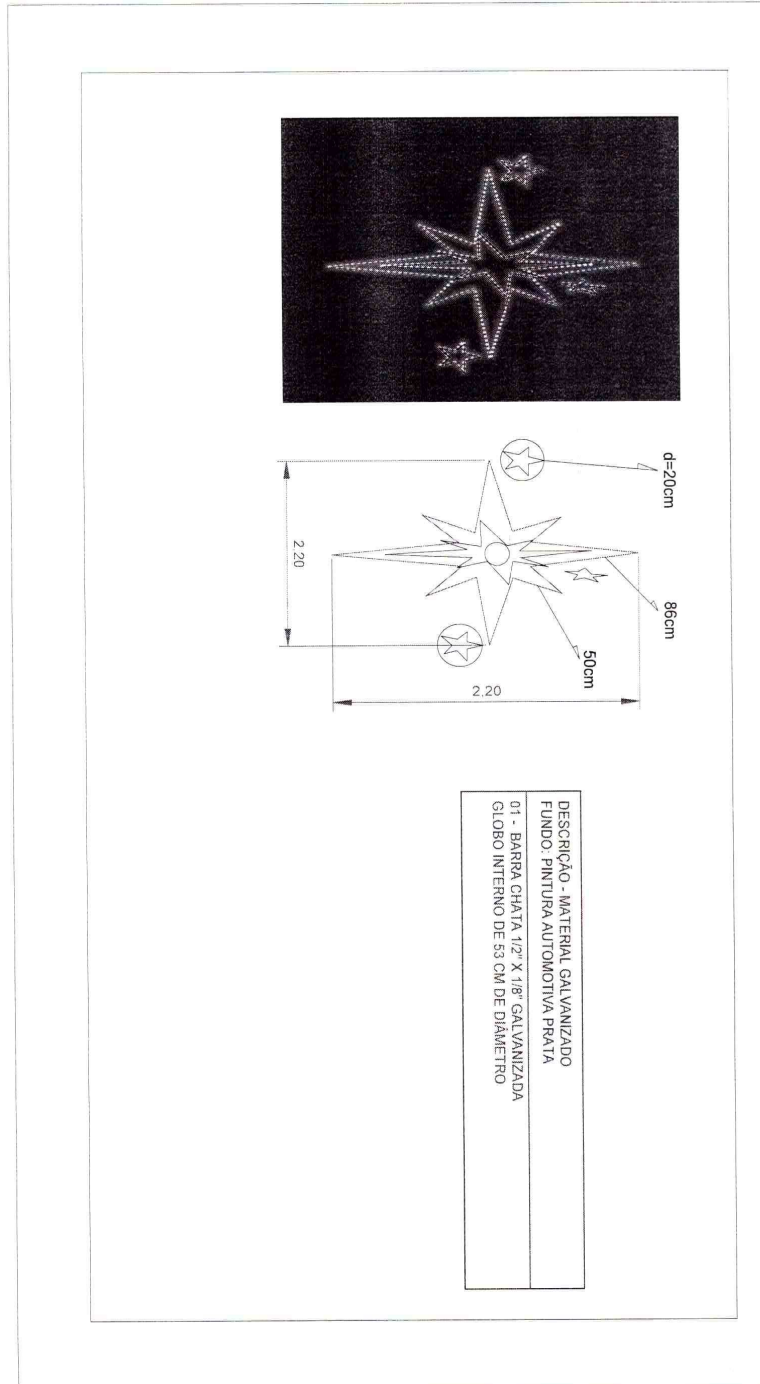 d=20cm
86cm
50cm
2.20
2,20
DESCRIÇÃO - MATERIAL GALVANIZADO
FUNDO: PINTURA AUTOMOTIVA PRATA
01 - BARRA CHATA 1/2" X 1/8" GALVANIZADA
GLOBO INTERNO DE 53 CM DE DIÂMETRO